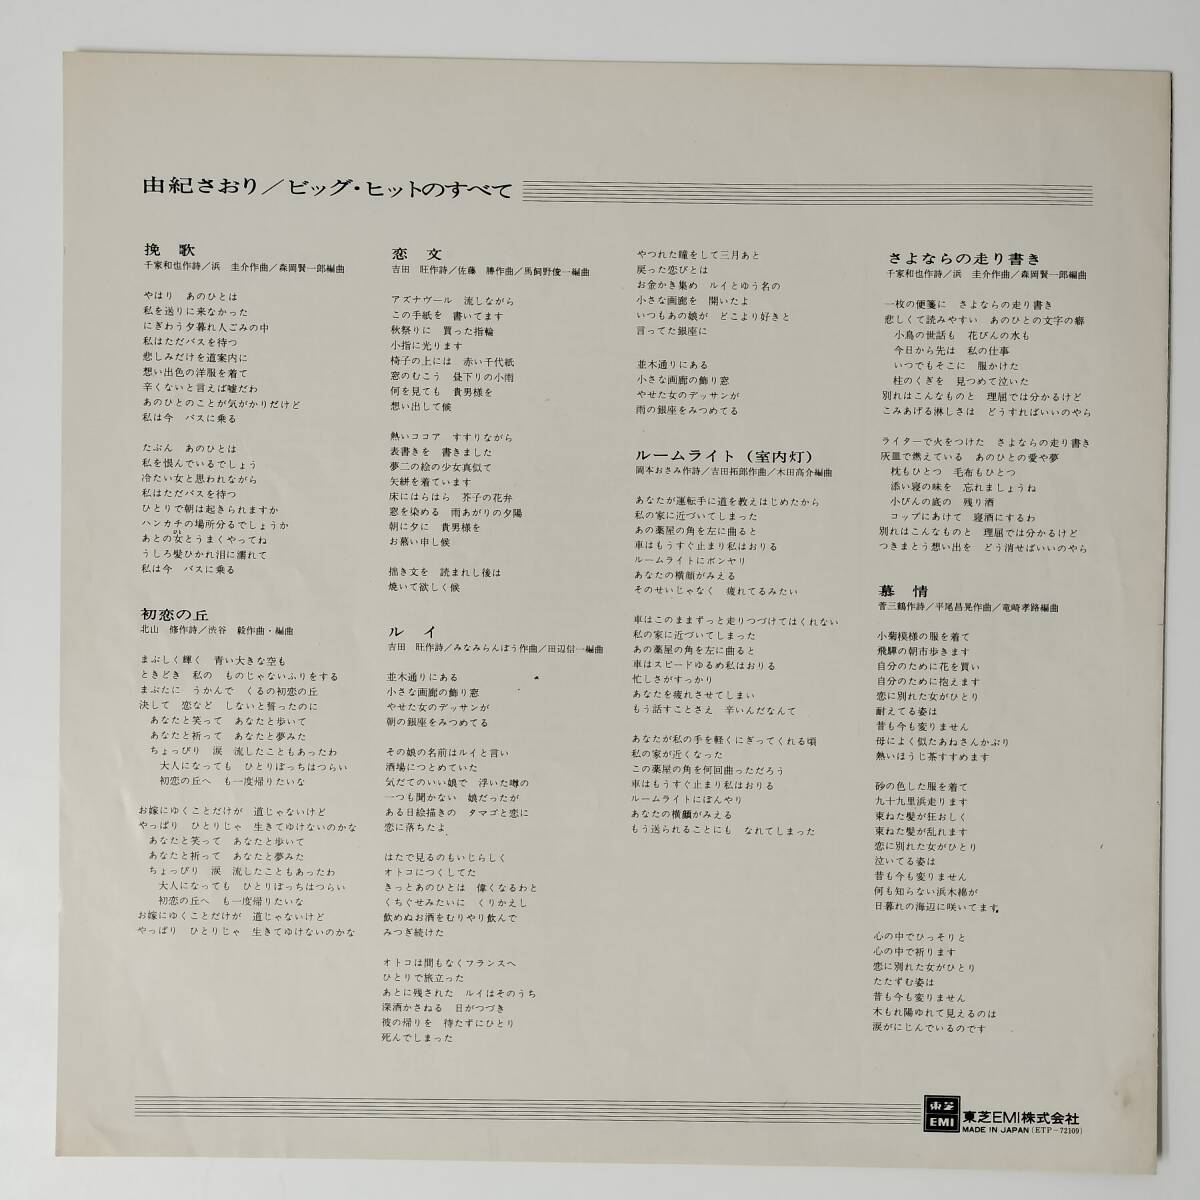 由紀さおり／ビッグ・ヒットのすべて
挽歌
千家和也作詩／浜　圭介作曲／森岡賢一郎編曲
やはり　あのひとは
私を送りに来なかった
にぎわう夕暮れ人ごみの中
私はただバスを待つ
悲しみだけを道案内に
想い出色の洋服を着て
辛くないと言えば嘘だわ
あのひとのことが気がかりだけど
私は今　バスに乗る
たぶん　あのひとは
私を恨んでいるでしょう
冷たい女と思われながら
私はただバスを待つ
ひとりで朝は起きられますか
ハンカチの場所分るでしょうか
あとの女とうまくやってね
うしろ髪ひかれ泪に濡れて
私は今　バスに乗る
初恋の丘
北山　修作詩／渋谷　毅作曲・編曲
まぶしく輝く　青い大きな空も
ときどき　私の　ものじゃないふりをする
まぶたに　うかんで　くるの初恋の丘
決して　恋など　しないと誓ったのに
あなたと笑って　あなたと歩いて
あなたと祈って　あなたと夢みた
ちょっぴり　涙　流したこともあったわ
大人になっても　ひとりぼっちはつらい
初恋の丘へ　も一度帰りたいな
お嫁にゆくことだけが　道じゃないけど
やっぱり　ひとりじゃ　生きてゆけないのかな
あなたと笑って　あなたと歩いて
あなたと祈って　あなたと夢みた
ちょっぴり　涙　流したこともあったわ
大人になっても　ひとりぼっちはつらい
初恋の丘へ　も一度帰りたいな
お嫁にゆくことだけが　道じゃないけど
やっぱり　ひとりじゃ　生きてゆけないのかな
恋文
吉田　旺作詩／佐藤　勝作曲／馬飼野俊一編曲
アズナヴール　流しながら
この手紙を　書いてます
秋祭りに　買った指輪
小指に光ります
椅子の上には　赤い千代紙
窓のむこう　昼下りの小雨
何を見ても　貴男様を
想い出して候
熱いココア　すすりながら
表書きを　書きました
夢二の絵の少女真似て
矢絣を着ています
床にはらはら　芥子の花弁
窓を染める　雨あがりの夕陽
朝に夕に　貴男様を
お慕い申し候
拙き文を　読まれし後は
焼いて欲しく候
ルイ
吉田　旺作詩／みなみらんぼう作曲／田辺信一編曲
並木通りにある
小さな画廊の飾り窓
やせた女のデッサンが
朝の銀座をみつめてる
その娘の名前はルイと言い
酒場につとめていた
気だてのいい娘で　浮いた噂の
一つも聞かない　娘だったが
ある日絵描きの　タマゴと恋に
恋に落ちたよ
はたで見るのもいじらしく
オトコにつくしてた
きっとあのひとは　偉くなるわと
くちぐせみたいに　くりかえし
飲めぬお酒をむりやり飲んで
みつぎ続けた
オトコは間もなくフランスへ
ひとりで旅立った
あとに残された　ルイはそのうち
深酒かさねる　日がつづき
彼の帰りを　待たずにひとり
死んでしまった
やつれた瞳をして三月あと
戻った恋びとは
お金かき集め　ルイとゆう名の
小さな画廊を　開いたよ
いつもあの娘が　どこより好きと
言ってた銀座に
並木通りにある
小さな画廊の飾り窓
やせた女のデッサンが
雨の銀座をみつめてる
ルームライト（室内灯）
岡本おさみ作詩／吉田拓郎作曲／木田高介編曲
あなたが運転手に道を教えはじめたから
私の家に近づいてしまった
あの薬屋の角を左に曲ると
車はもうすぐ止まり私はおりる
ルームライトにボンヤリ
あなたの横顔がみえる
そのせいじゃなく　疲れてるみたい
車はこのままずっと走りつづけてはくれない
私の家に近づいてしまった
あの薬屋の角を左に曲ると
車はスピードゆるめ私はおりる
忙しさがすっかり
あなたを疲れさせてしまい
もう話すことさえ　辛いんだなんて
あなたが私の手を軽くにぎってくれる頃
私の家が近くなった
この薬屋の角を何回曲っただろう
車はもうすぐ止まり私はおりる
ルームライトにぼんやり
あなたの横顔がみえる
もう送られることにも　なれてしまった
さよならの走り書き
千家和也作詩／浜　圭介作曲／森岡賢一郎編曲
一枚の便箋に　さよならの走り書き
悲しくて読みやすい　あのひとの文字の癖
小鳥の世話も　花びんの水も
今日から先は　私の仕事
いつでもそこに　服かけた
柱のくぎを　見つめて泣いた
別れはこんなものと　理屈では分かるけど
こみあげる淋しさは　どうすればいいのやら
ライターで火をつけた　さよならの走り書き
灰皿で燃えている　あのひとの愛や夢
枕もひとつ　毛布もひとつ
添い寝の味を　忘れましょうね
小びんの底の　残り酒
コップにあけて　寝酒にするわ
別れはこんなものと　理屈では分かるけど
つきまとう想い出を　どう消せばいいのやら
慕情
菅三鶴作詩／平尾昌晃作曲／竜崎孝路編曲
小菊模様の服を着て
飛騨の朝市歩きます
自分のために花を買い
自分のために抱えます
恋に別れた女がひとり
耐えてる姿は
昔も今も変りません
母によく似たあねさんかぶり
熱いほうじ茶すすめます
砂の色した服を着て
九十九里浜走ります
束ねた髪が狂おしく
束ねた髪が乱れます
恋に別れた女がひとり
泣いてる姿は
昔も今も変りません
何も知らない浜木綿が
日暮れの海辺に咲いてます
心の中でひっそりと
心の中で祈ります
恋に別れた女がひとり
たたずむ姿は
昔も今も変りません
木もれ陽ゆれて見えるのは
涙がにじんでいるのです
東芝
EMI
東芝EMI株式会社
MADE IN JAPAN (ETP-72109)